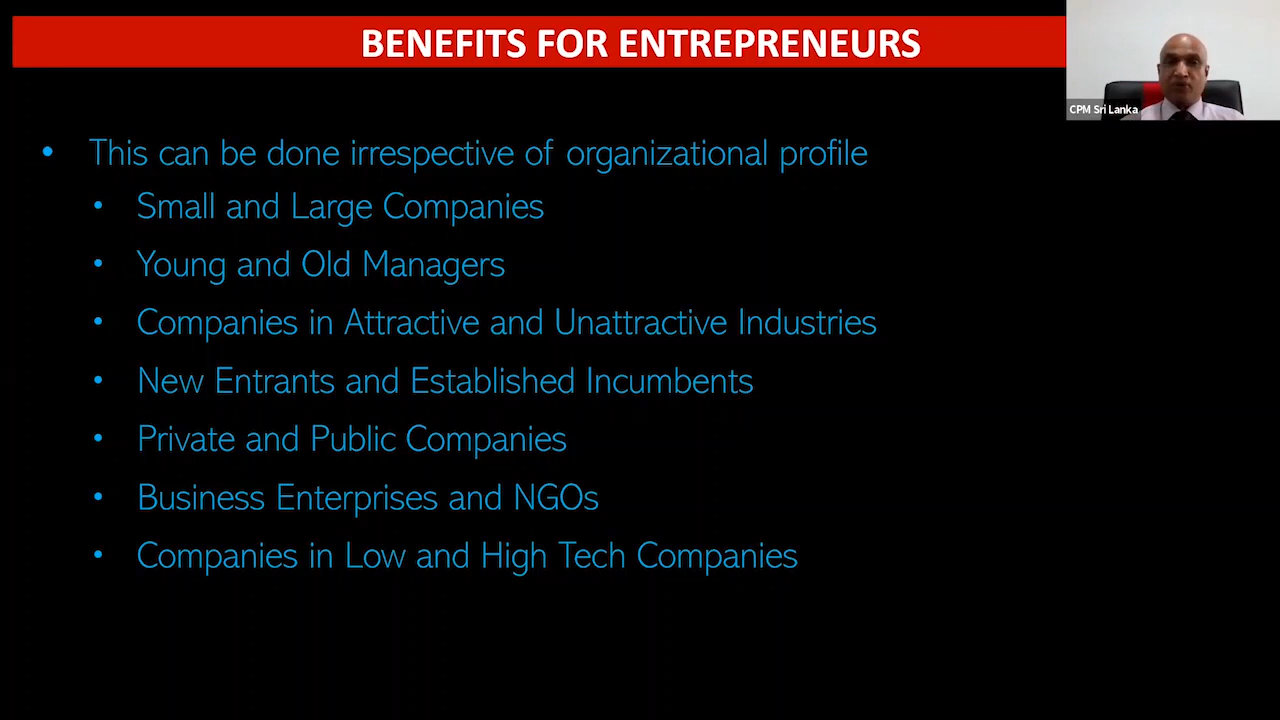 BENEFITS FOR ENTREPRENEURS
CPM Sri Lanka
• This can be done irrespective of organizational profile
• Small and Large Companies
• Young and Old Managers
• Companies in Attractive and Unattractive Industries
• New Entrants and Established Incumbents
• Private and Public Companies
• Business Enterprises and NGOs
• Companies in Low and High Tech Companies